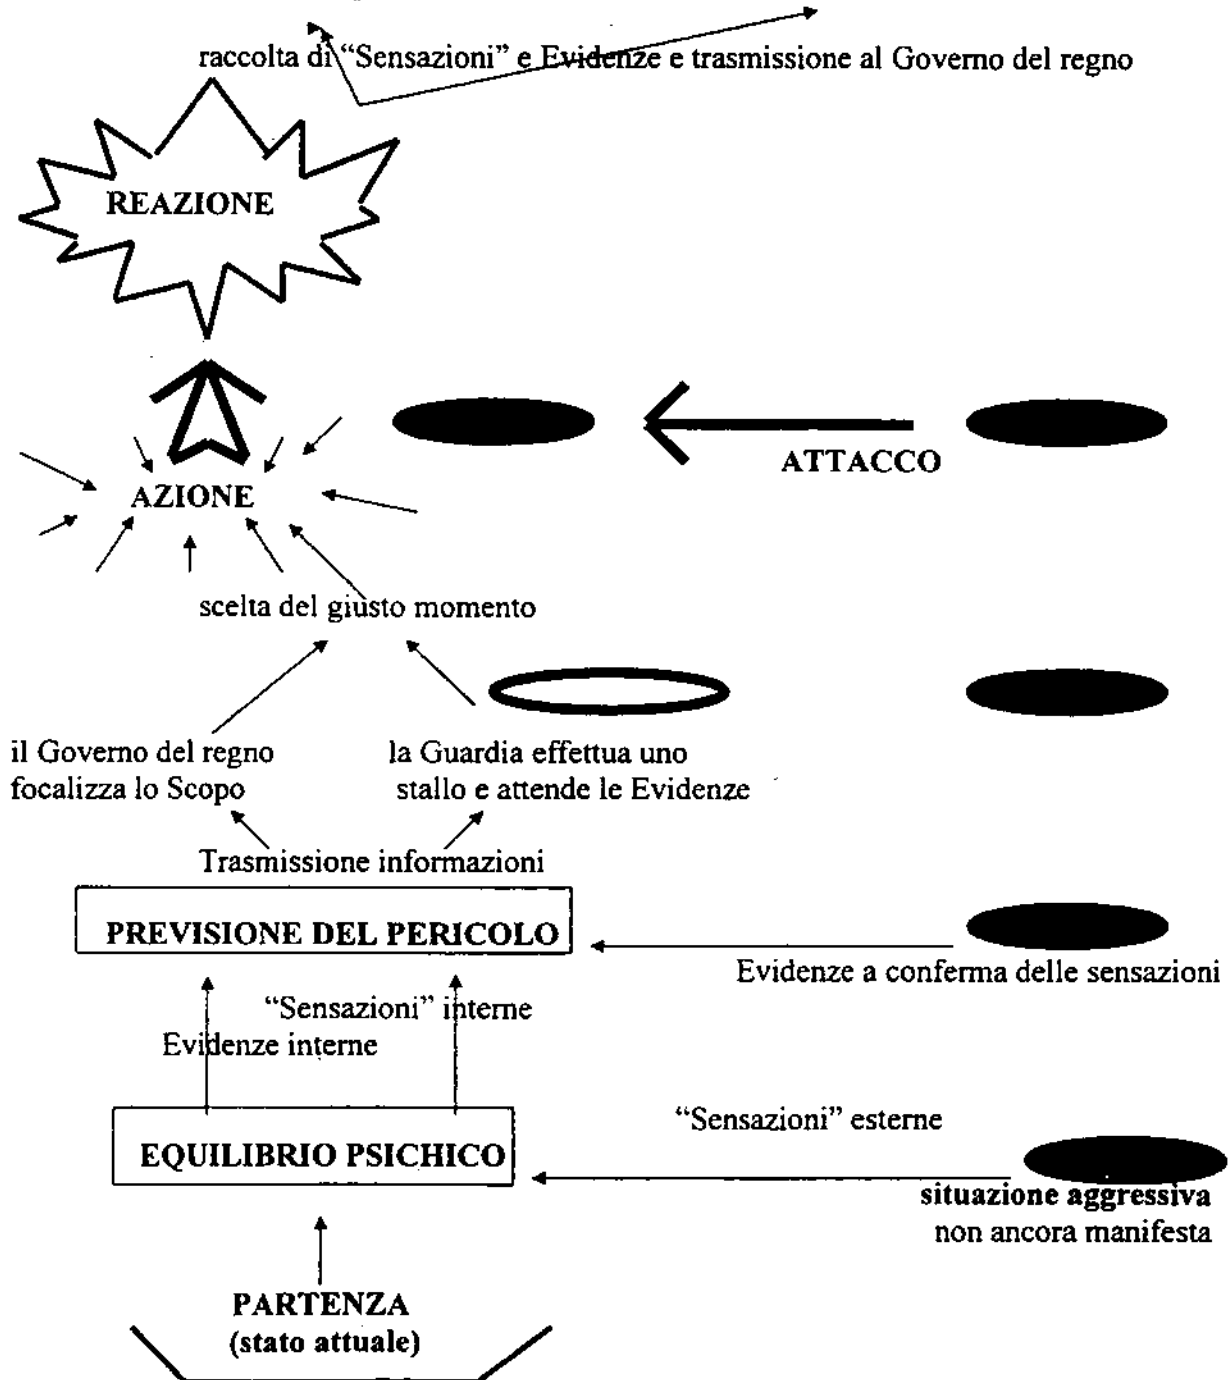 raccolta di “Sensazioni” e Evidenze e trasmissione al Governo del regno
REAZIONE
ATTACCO
AZIONE
scelta del giusto momento
il Governo del regno
focalizza lo Scopo
la Guardia effettua uno
stallo e attende le Evidenze
Trasmissione informazioni
PREVISIONE DEL PERICOLO
Evidenze a conferma delle sensazioni
“Sensazioni” interne
Evidenze interne
“Sensazioni” esterne
EQUILIBRIO PSICHICO
situazione aggressiva
non ancora manifesta
PARTENZA
(stato attuale)